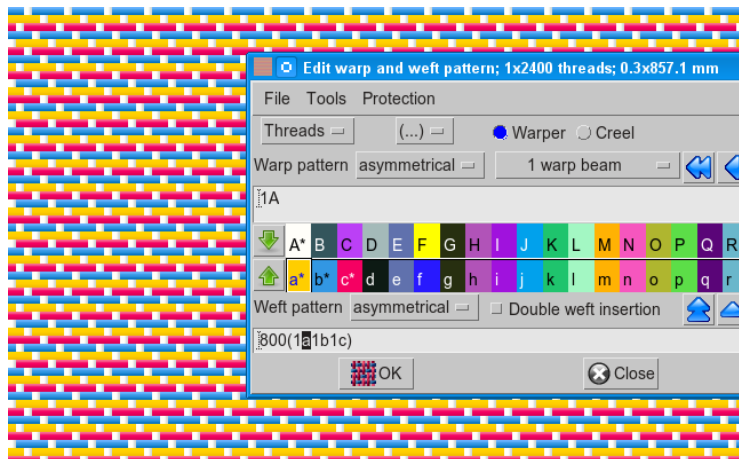 Edit warp and weft pattern; 1x2400 threads; 0.3x857.1 mm
File Tools Protection
Threads (...) Warper Creel
Warp pattern asymmetrical 1 warp beam
1A
A* B C D E F G H I J K L M N O P Q R
a* b* c* d e f g h i j k l m n o p q r
Weft pattern asymmetrical Double weft insertion
800(1a1b1c)
OK Close